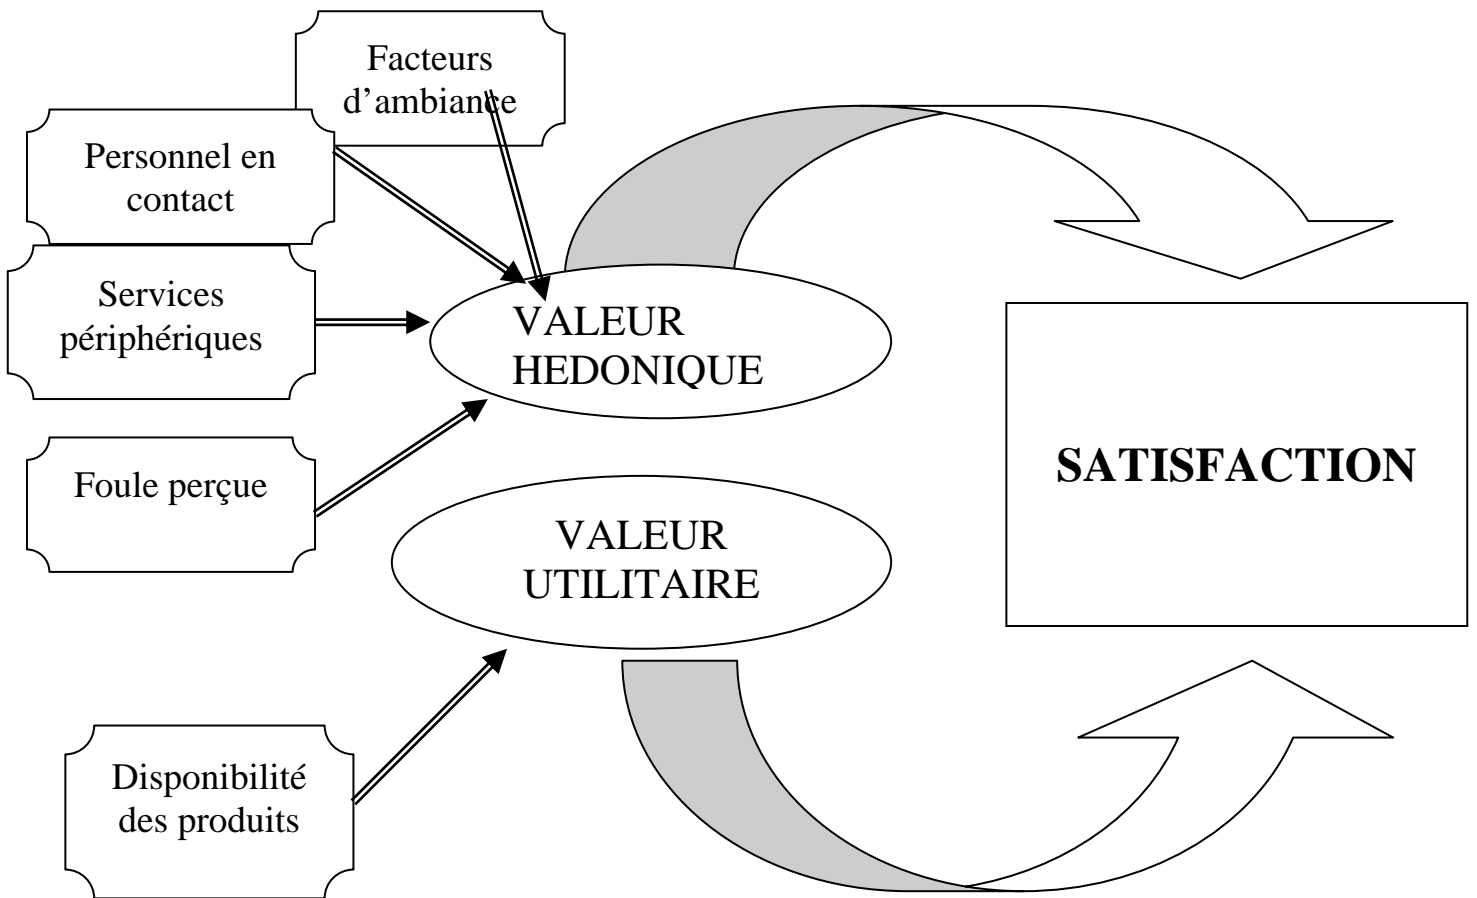 Facteurs
d’ambiance
Personnel en
contact
Services
périphériques
VALEUR
HEDONIQUE
Foule perçue
SATISFACTION
VALEUR
UTILITAIRE
Disponibilité
des produits